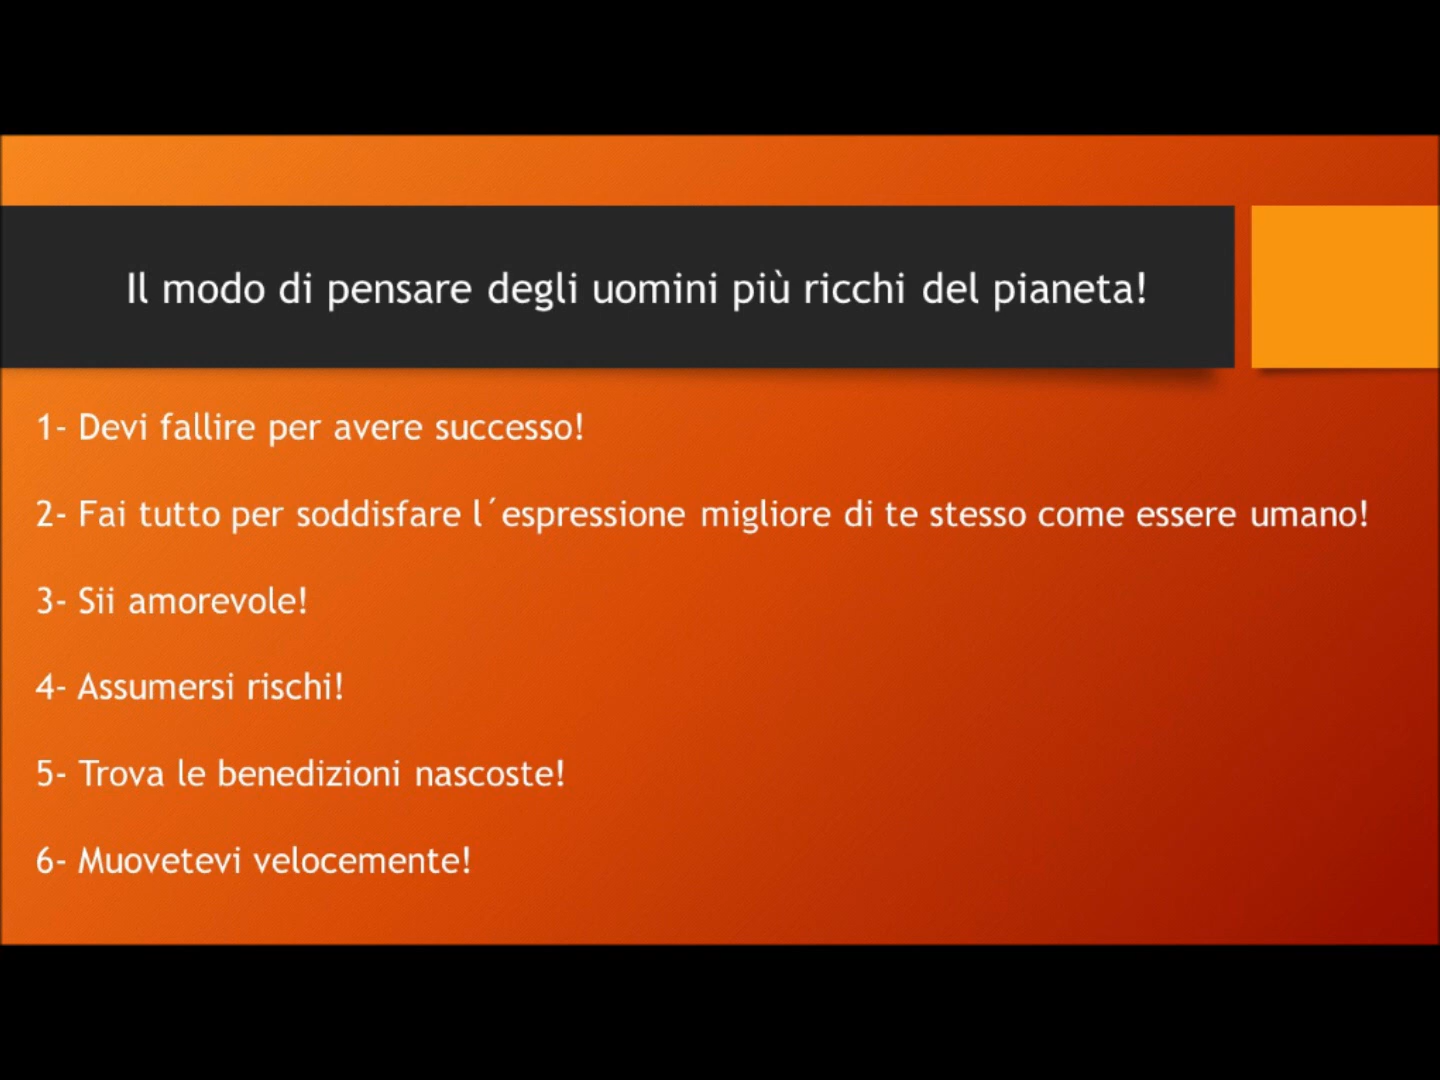 Il modo di pensare degli uomini più ricchi del pianeta!
1- Devi fallire per avere successo!
2- Fai tutto per soddisfare l´espressione migliore di te stesso come essere umano!
3- Sii amorevole!
4- Assumersi rischi!
5- Trova le benedizioni nascoste!
6- Muovetevi velocemente!